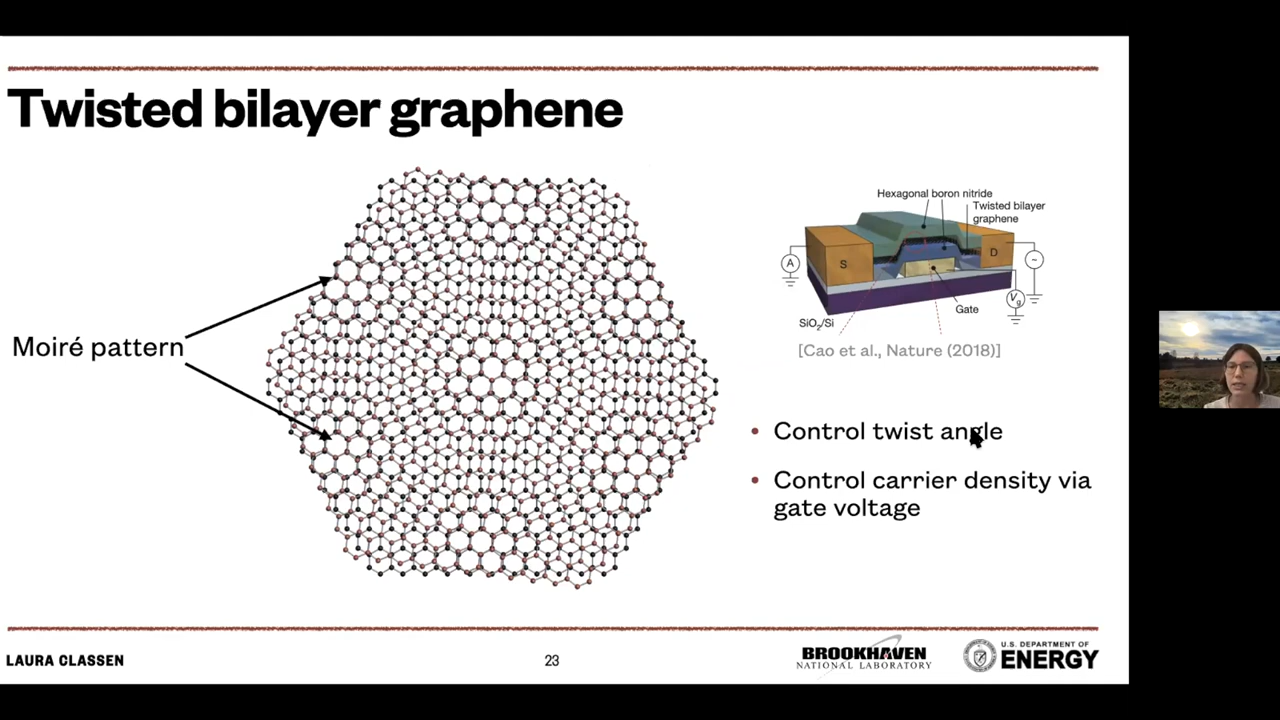 Twisted bilayer graphene
Moiré pattern
Hexagonal boron nitride
Twisted bilayer
graphene
A
S
D
~
Vg
Gate
SiO2/Si
[Cao et al., Nature (2018)]
• Control twist angle
• Control carrier density via
gate voltage
LAURA CLASSEN
23
BROOKHAVEN
NATIONAL LABORATORY
U.S. DEPARTMENT OF
ENERGY